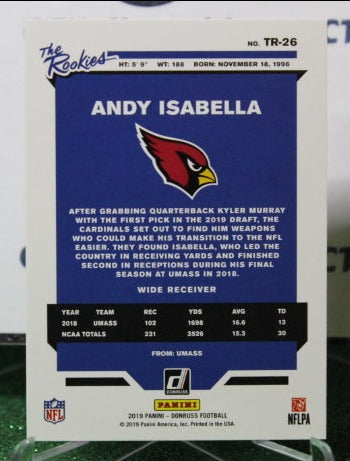 The Rookies
NO. TR-26
HT: 5' 9" WT: 188 BORN: NOVEMBER 18, 1996
ANDY ISABELLA
AFTER GRABBING QUARTERBACK KYLER MURRAY
WITH THE FIRST PICK IN THE 2019 DRAFT, THE
CARDINALS SET OUT TO FIND HIM WEAPONS
WHO COULD MAKE HIS TRANSITION TO THE NFL
EASIER. THEY FOUND ISABELLA, WHO LED THE
COUNTRY IN RECEIVING YARDS AND FINISHED
SECOND IN RECEPTIONS DURING HIS FINAL
SEASON AT UMASS IN 2018.
WIDE RECEIVER
YEAR TEAM REC YDS AVG TD
2018 UMASS 102 1698 16.6 13
NCAA TOTALS 231 3526 15.3 30
FROM: UMASS
DONRUSS
PANINI
NFL
NFLPA
2019 PANINI - DONRUSS FOOTBALL
© 2019 Panini America, Inc. Printed in the USA.